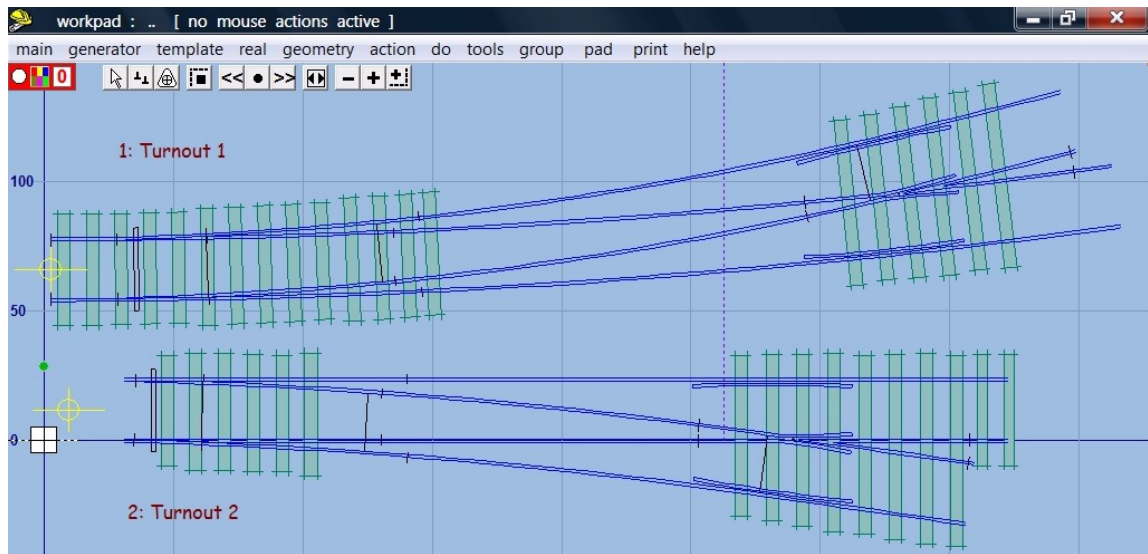 workpad : .. [ no mouse actions active ]
main generator template real geometry action do tools group pad print help
0 << >>
1: Turnout 1
100
50
0
2: Turnout 2